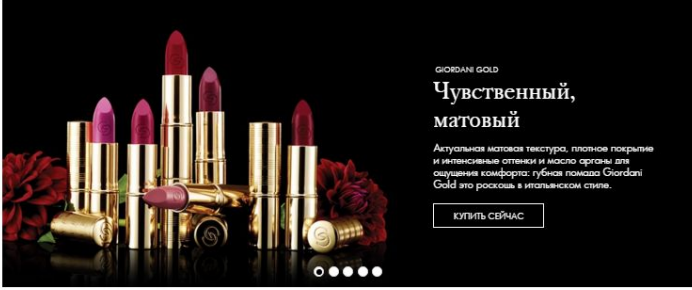 GIORDANI GOLD
Чувственный,
матовый
Актуальная матовая текстура, плотное покрытие
и интенсивные оттенки и масло арганы для
ощущения комфорта: губная помада Giordani
Gold это роскошь в итальянском стиле.
КУПИТЬ СЕЙЧАС